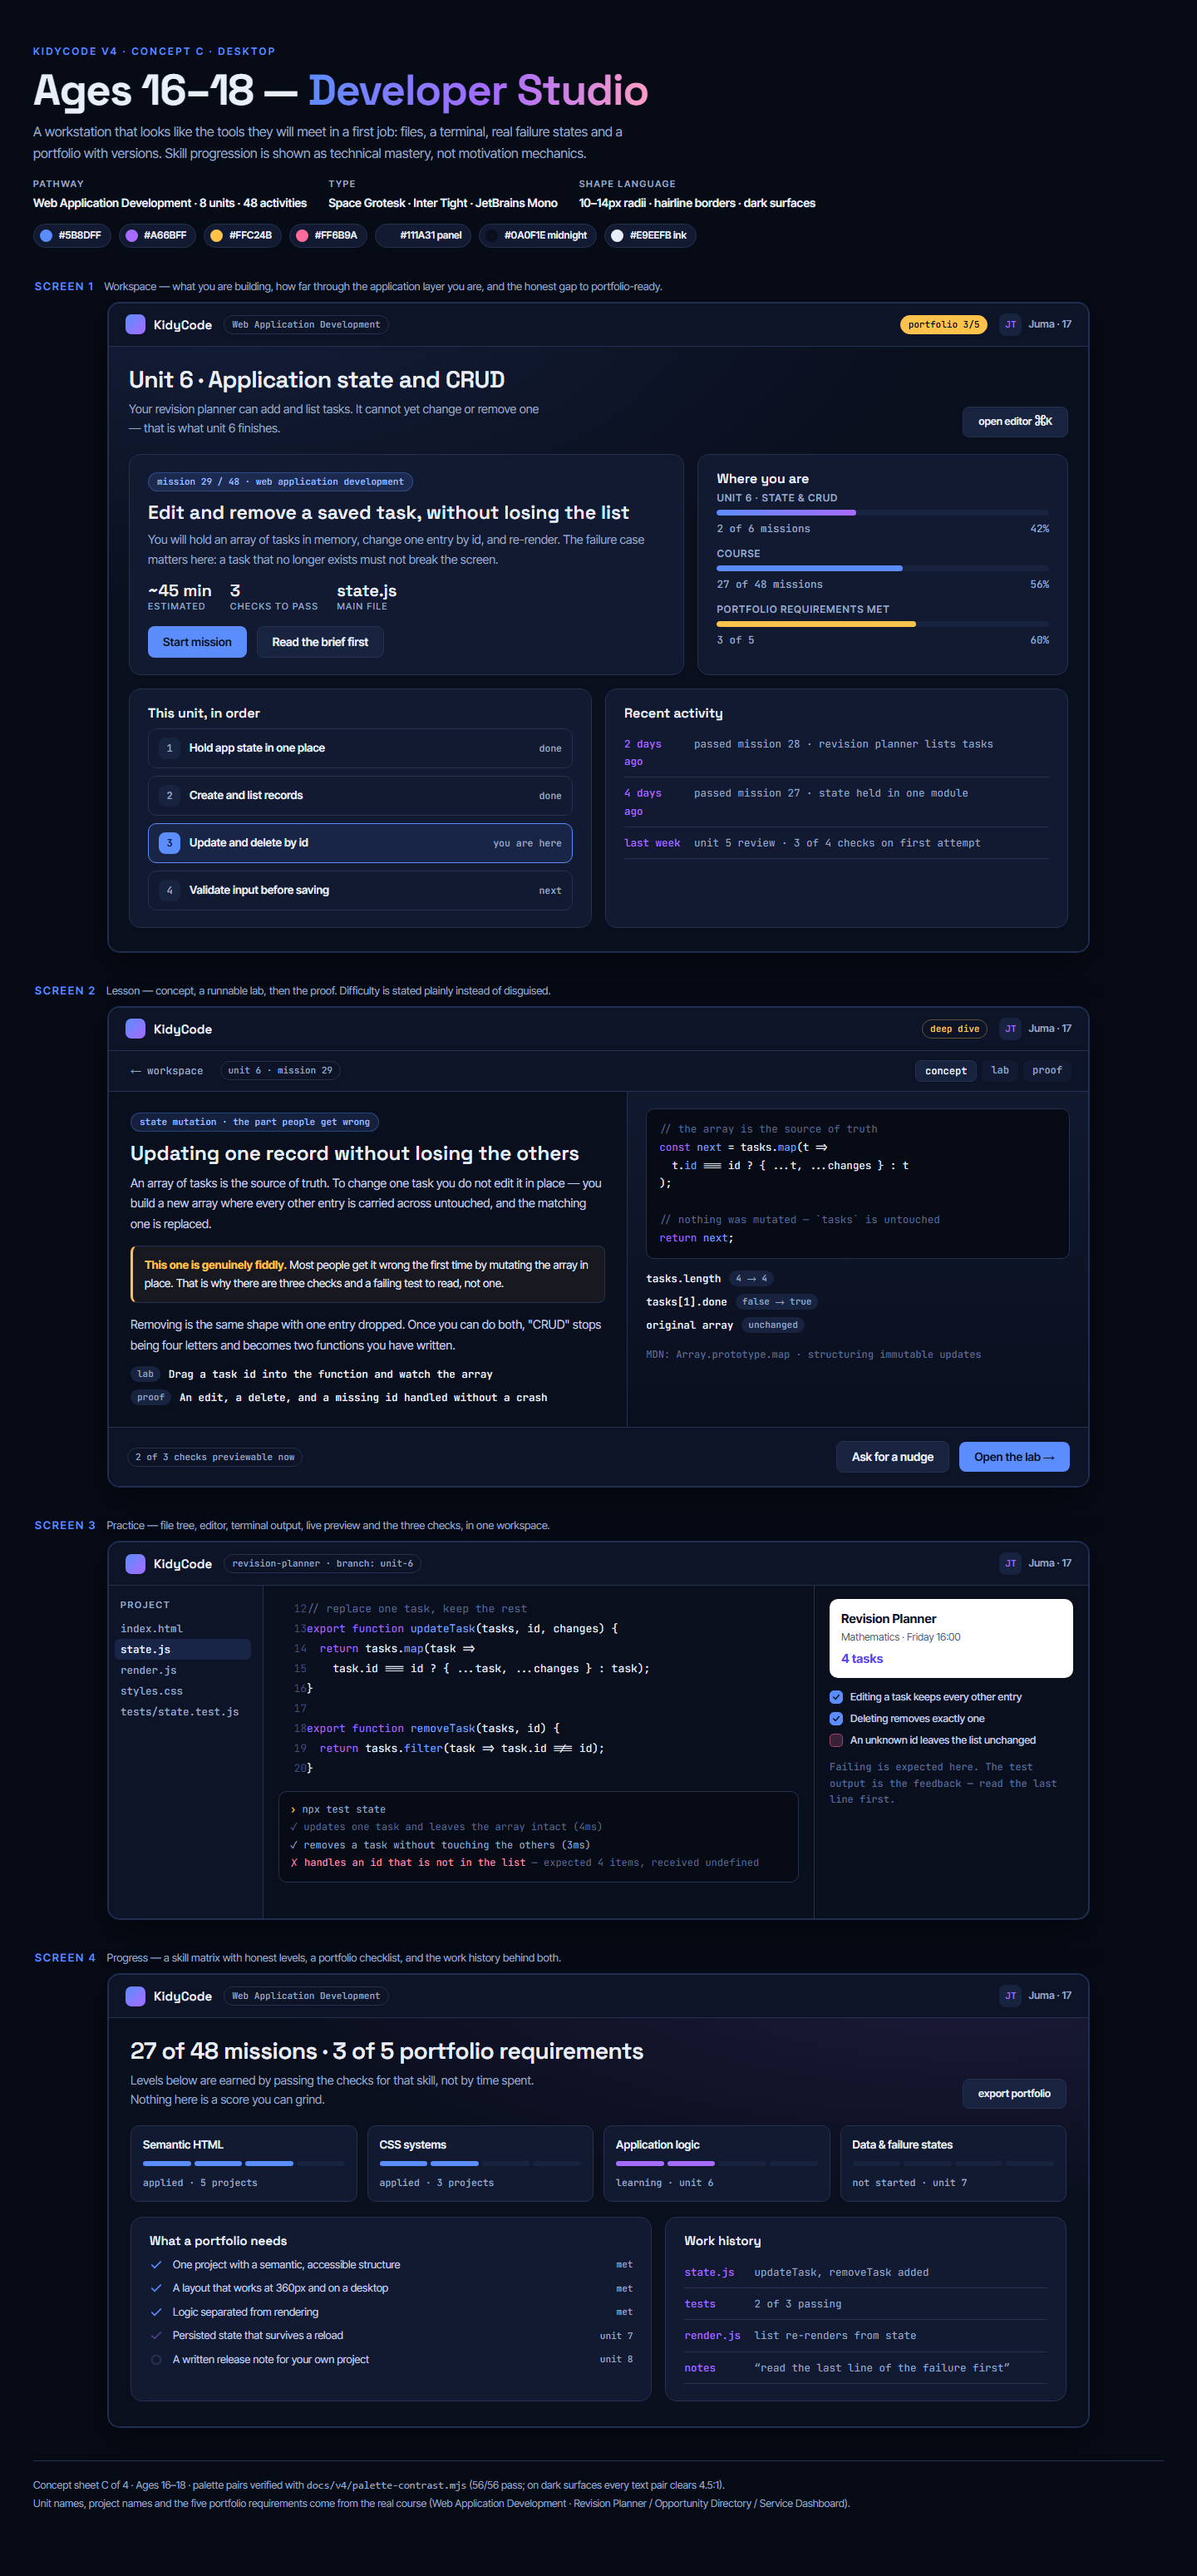 KIDYCODE V4 · CONCEPT C · DESKTOP
Ages 16–18 — Developer Studio
A workstation that looks like the tools they will meet in a first job: files, a terminal, real failure states and a
portfolio with versions. Skill progression is shown as technical mastery, not motivation mechanics.
PATHWAY
Web Application Development · 8 units · 48 activities
TYPE
Space Grotesk · Inter Tight · JetBrains Mono
SHAPE LANGUAGE
10–14px radii · hairline borders · dark surfaces
#5B8DFF
#A66BFF
#FFC24B
#FF6B9A
#111A31 panel
#0A0F1E midnight
#E9EEFB ink
SCREEN 1 Workspace — what you are building, how far through the application layer you are, and the honest gap to portfolio-ready.
KidyCode
Web Application Development
portfolio 3/5
JT
Juma · 17
Unit 6 · Application state and CRUD
Your revision planner can add and list tasks. It cannot yet change or remove one
— that is what unit 6 finishes.
open editor ⌘K
mission 29 / 48 · web application development
Edit and remove a saved task, without losing the list
You will hold an array of tasks in memory, change one entry by id, and re-render. The failure case
matters here: a task that no longer exists must not break the screen.
~45 min
ESTIMATED
3
CHECKS TO PASS
state.js
MAIN FILE
Start mission
Read the brief first
Where you are
UNIT 6 · STATE & CRUD
2 of 6 missions 42%
COURSE
27 of 48 missions 56%
PORTFOLIO REQUIREMENTS MET
3 of 5 60%
This unit, in order
1 Hold app state in one place done
2 Create and list records done
3 Update and delete by id you are here
4 Validate input before saving next
Recent activity
2 days ago passed mission 28 · revision planner lists tasks
4 days ago passed mission 27 · state held in one module
last week unit 5 review · 3 of 4 checks on first attempt
SCREEN 2 Lesson — concept, a runnable lab, then the proof. Difficulty is stated plainly instead of disguised.
KidyCode
deep dive
JT
Juma · 17
← workspace
unit 6 · mission 29
concept
lab
proof
state mutation · the part people get wrong
Updating one record without losing the others
An array of tasks is the source of truth. To change one task you do not edit it in place — you
build a new array where every other entry is carried across untouched, and the matching
one is replaced.
This one is genuinely fiddly. Most people get it wrong the first time by mutating the array in
place. That is why there are three checks and a failing test to read, not one.
Removing is the same shape with one entry dropped. Once you can do both, "CRUD" stops
being four letters and becomes two functions you have written.
lab Drag a task id into the function and watch the array
proof An edit, a delete, and a missing id handled without a crash
// the array is the source of truth
const next = tasks.map(t =>
t.id === id ? { ...t, ...changes } : t
);
// nothing was mutated — `tasks` is untouched
return next;
tasks.length 4 → 4
tasks[1].done false → true
original array unchanged
MDN: Array.prototype.map · structuring immutable updates
2 of 3 checks previewable now
Ask for a nudge
Open the lab →
SCREEN 3 Practice — file tree, editor, terminal output, live preview and the three checks, in one workspace.
KidyCode
revision-planner · branch: unit-6
JT
Juma · 17
PROJECT
index.html
state.js
render.js
styles.css
tests/state.test.js
12// replace one task, keep the rest
13export function updateTask(tasks, id, changes) {
14 return tasks.map(task =>
15 task.id === id ? { ...task, ...changes } : task);
16}
17
18export function removeTask(tasks, id) {
19 return tasks.filter(task => task.id !== id);
20}
› npx test state
✓ updates one task and leaves the array intact (4ms)
✓ removes a task without touching the others (3ms)
✗ handles an id that is not in the list — expected 4 items, received undefined
Revision Planner
Mathematics · Friday 16:00
4 tasks
Editing a task keeps every other entry
Deleting removes exactly one
An unknown id leaves the list unchanged
Failing is expected here. The test
output is the feedback — read the last
line first.
SCREEN 4 Progress — a skill matrix with honest levels, a portfolio checklist, and the work history behind both.
KidyCode
Web Application Development
JT
Juma · 17
27 of 48 missions · 3 of 5 portfolio requirements
Levels below are earned by passing the checks for that skill, not by time spent.
Nothing here is a score you can grind.
export portfolio
Semantic HTML
applied · 5 projects
CSS systems
applied · 3 projects
Application logic
learning · unit 6
Data & failure states
not started · unit 7
What a portfolio needs
One project with a semantic, accessible structure met
A layout that works at 360px and on a desktop met
Logic separated from rendering met
Persisted state that survives a reload unit 7
A written release note for your own project unit 8
Work history
state.js updateTask, removeTask added
tests 2 of 3 passing
render.js list re-renders from state
notes “read the last line of the failure first”
Concept sheet C of 4 · Ages 16–18 · palette pairs verified with docs/v4/palette-contrast.mjs (56/56 pass; on dark surfaces every text pair clears 4.5:1).
Unit names, project names and the five portfolio requirements come from the real course (Web Application Development · Revision Planner / Opportunity Directory / Service Dashboard).